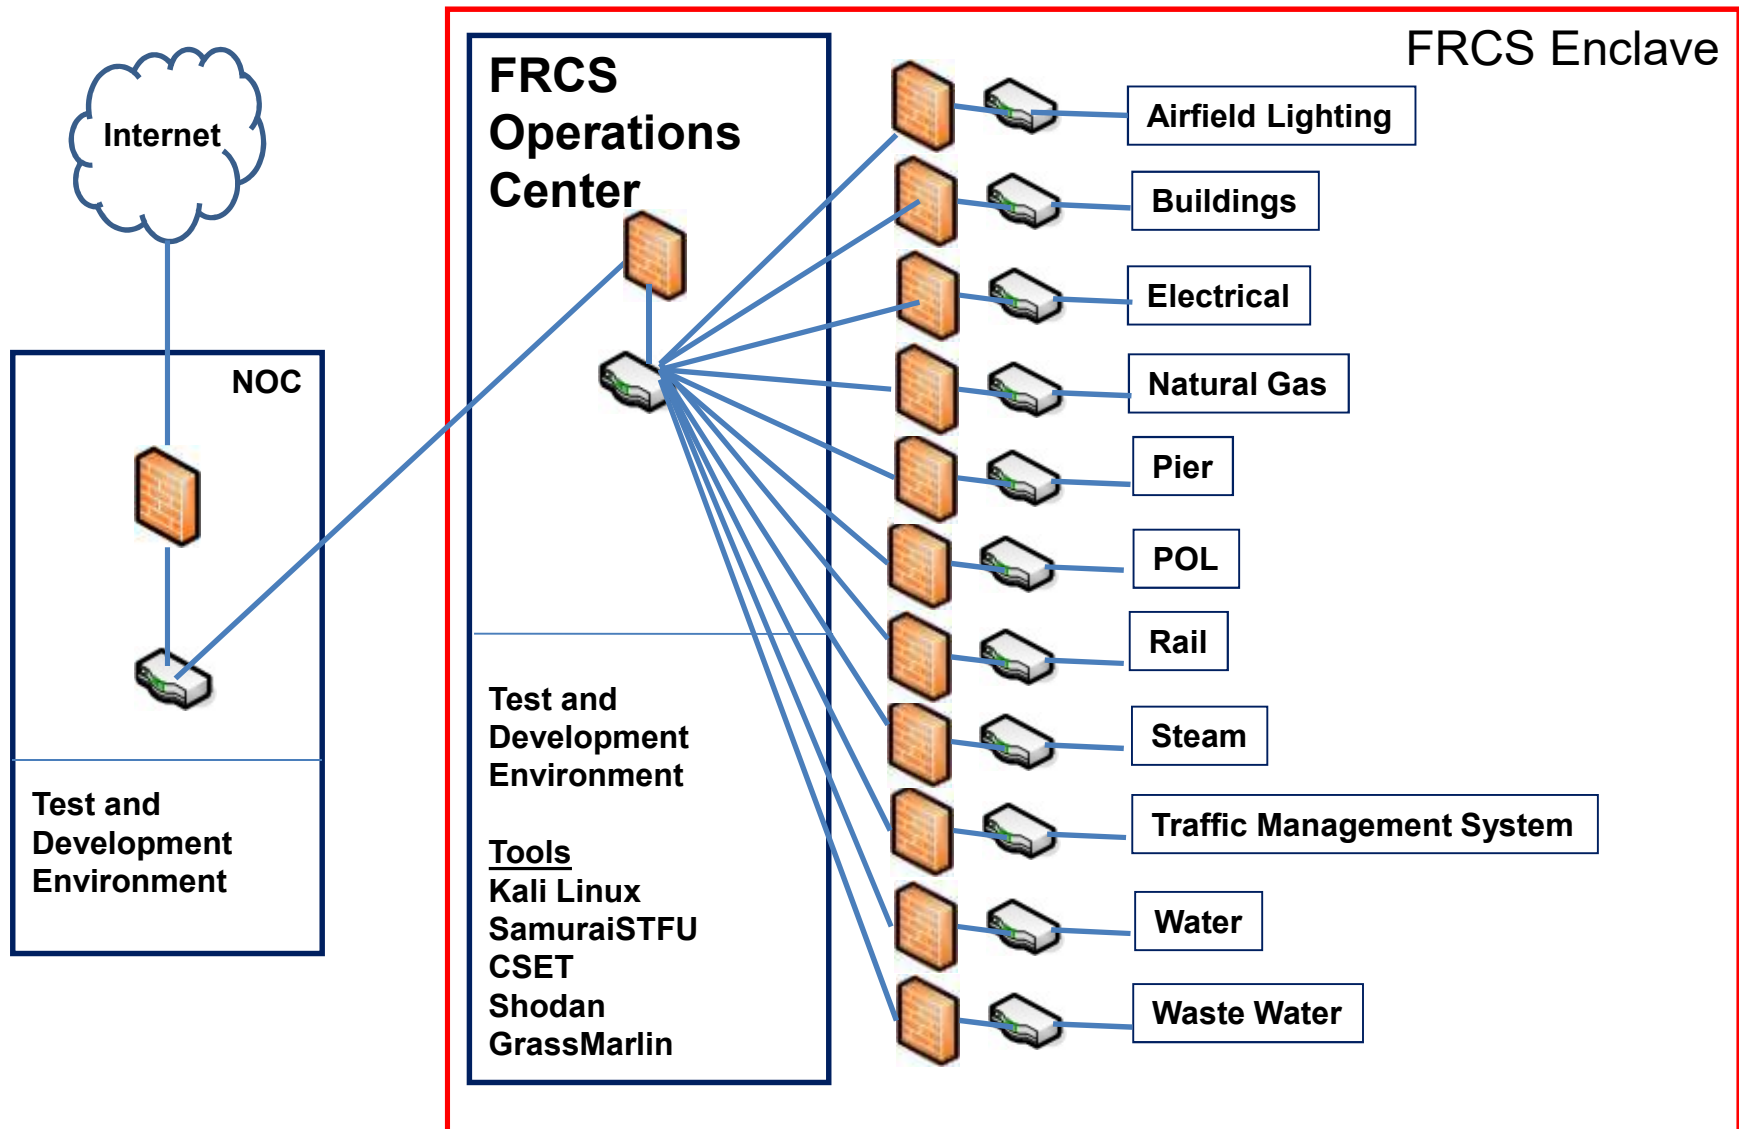 FRCS Enclave
Internet
NOC
Test and
Development
Environment
FRCS
Operations
Center
Test and
Development
Environment
Tools
Kali Linux
SamuraiSTFU
CSET
Shodan
GrassMarlin
Airfield Lighting
Buildings
Electrical
Natural Gas
Pier
POL
Rail
Steam
Traffic Management System
Water
Waste Water